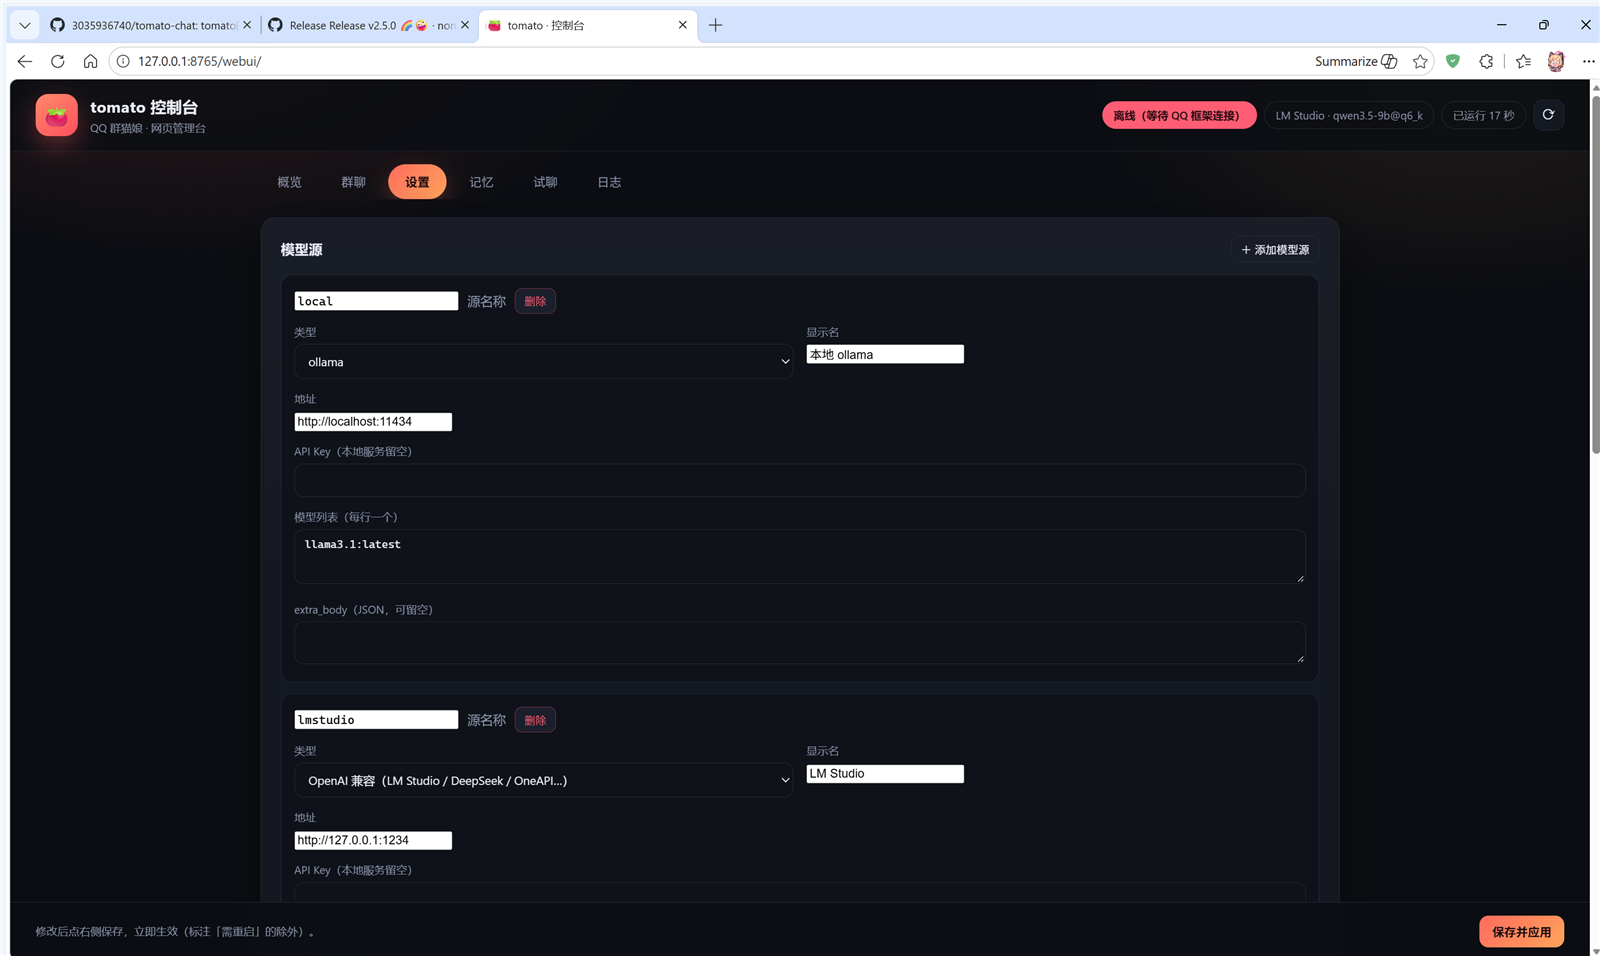 3035936740/tomato-chat: tomato
Release Release v2.5.0 🌈🤪 · non
tomato · 控制台
127.0.0.1:8765/webui/
Summarize
tomato 控制台
QQ 群猫娘 · 网页管理台
离线（等待 QQ 框架连接）
LM Studio · qwen3.5-9b@q6_k
已运行 17 秒
概览
群聊
设置
记忆
试聊
日志
模型源
+ 添加模型源
local
源名称
删除
类型
显示名
ollama
本地 ollama
地址
http://localhost:11434
API Key（本地服务留空）
模型列表（每行一个）
llama3.1:latest
extra_body（JSON，可留空）
lmstudio
源名称
删除
类型
显示名
OpenAI 兼容（LM Studio / DeepSeek / OneAPI...）
LM Studio
地址
http://127.0.0.1:1234
API Key（本地服务留空）
修改后点右侧保存，立即生效（标注「需重启」的除外）。
保存并应用